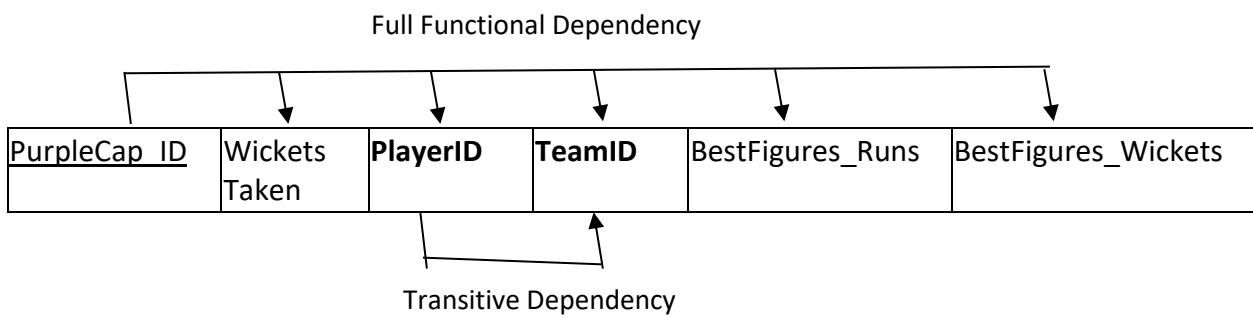 Full Functional Dependency
PurpleCap_ID Wickets PlayerID TeamID BestFigures_Runs BestFigures_Wickets
Taken
Transitive Dependency